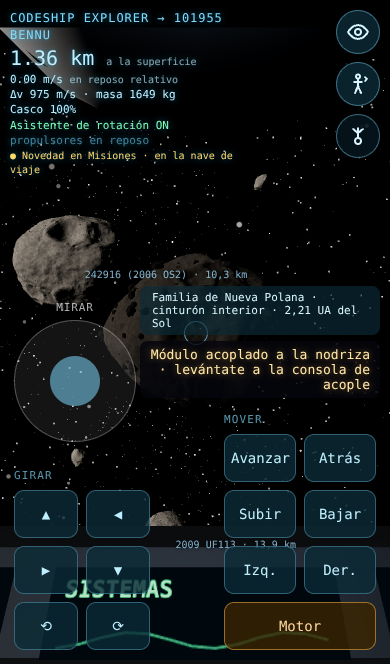 CODESHIP EXPLORER → 101955
BENNU
1.36 km a la superficie
0.00 m/s en reposo relativo
Δv 975 m/s · masa 1649 kg
Casco 100%
Asistente de rotación ON
propulsores en reposo
● Novedad en Misiones · en la nave de
viaje
242916 (2006 OS2) · 10,3 km
MIRAR
Familia de Nueva Polana ·
cinturón interior · 2,21 UA del
Sol
Módulo acoplado a la nodriza
· levántate a la consola de
acople
MOVER
Avanzar Atrás
GIRAR
▲ ◄ Subir Bajar
2009 UF113 · 13,9 km
► ▼ Izq. Der.
SISTEMAS
⟲ ⟳ Motor